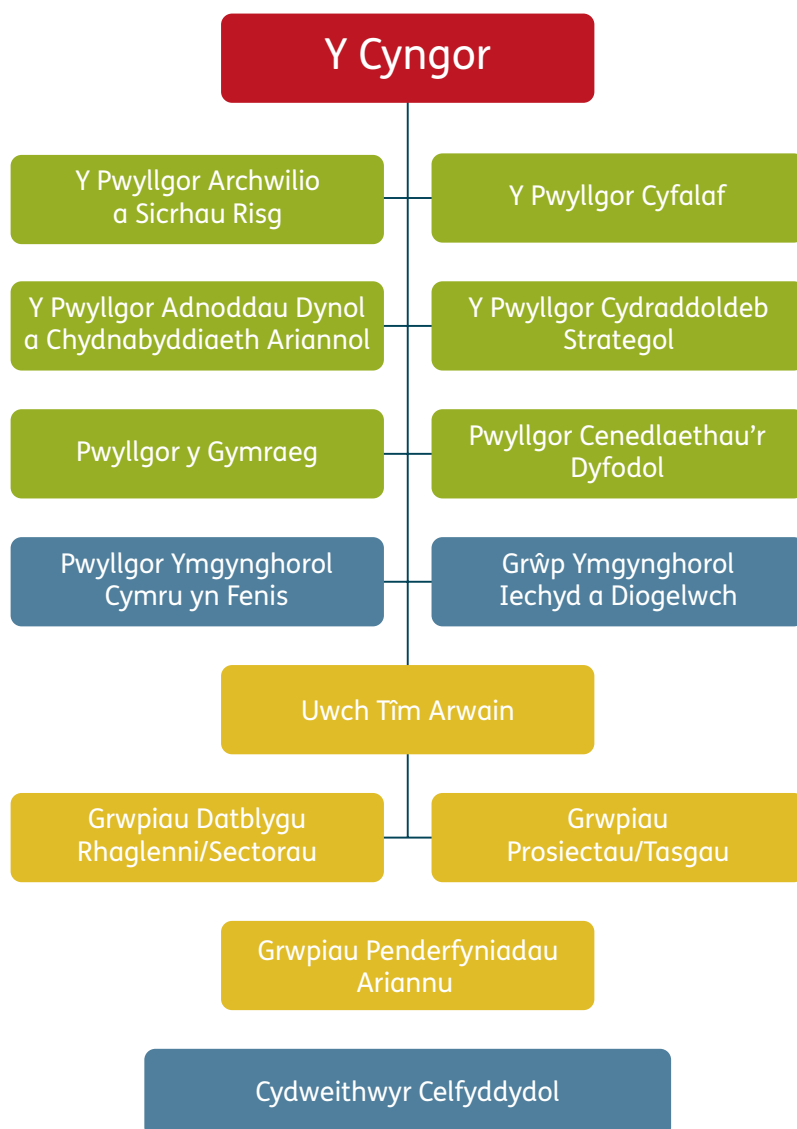 Y Cyngor
Y Pwyllgor Archwilio
a Sicrhau Risg
Y Pwyllgor Cyfalaf
Y Pwyllgor Adnoddau Dynol
a Chydnabyddiaeth Ariannol
Y Pwyllgor Cydraddoldeb
Strategol
Pwyllgor y Gymraeg
Pwyllgor Cenedlaethau’r
Dyfodol
Pwyllgor Ymgynghorol
Cymru yn Fenis
Grŵp Ymgynghorol
Iechyd a Diogelwch
Uwch Tîm Arwain
Grwpiau Datblygu
Rhaglenni/Sectorau
Grwpiau
Prosiectau/Tasgau
Grwpiau Penderfyniadau
Ariannu
Cydweithwyr Celfyddydol